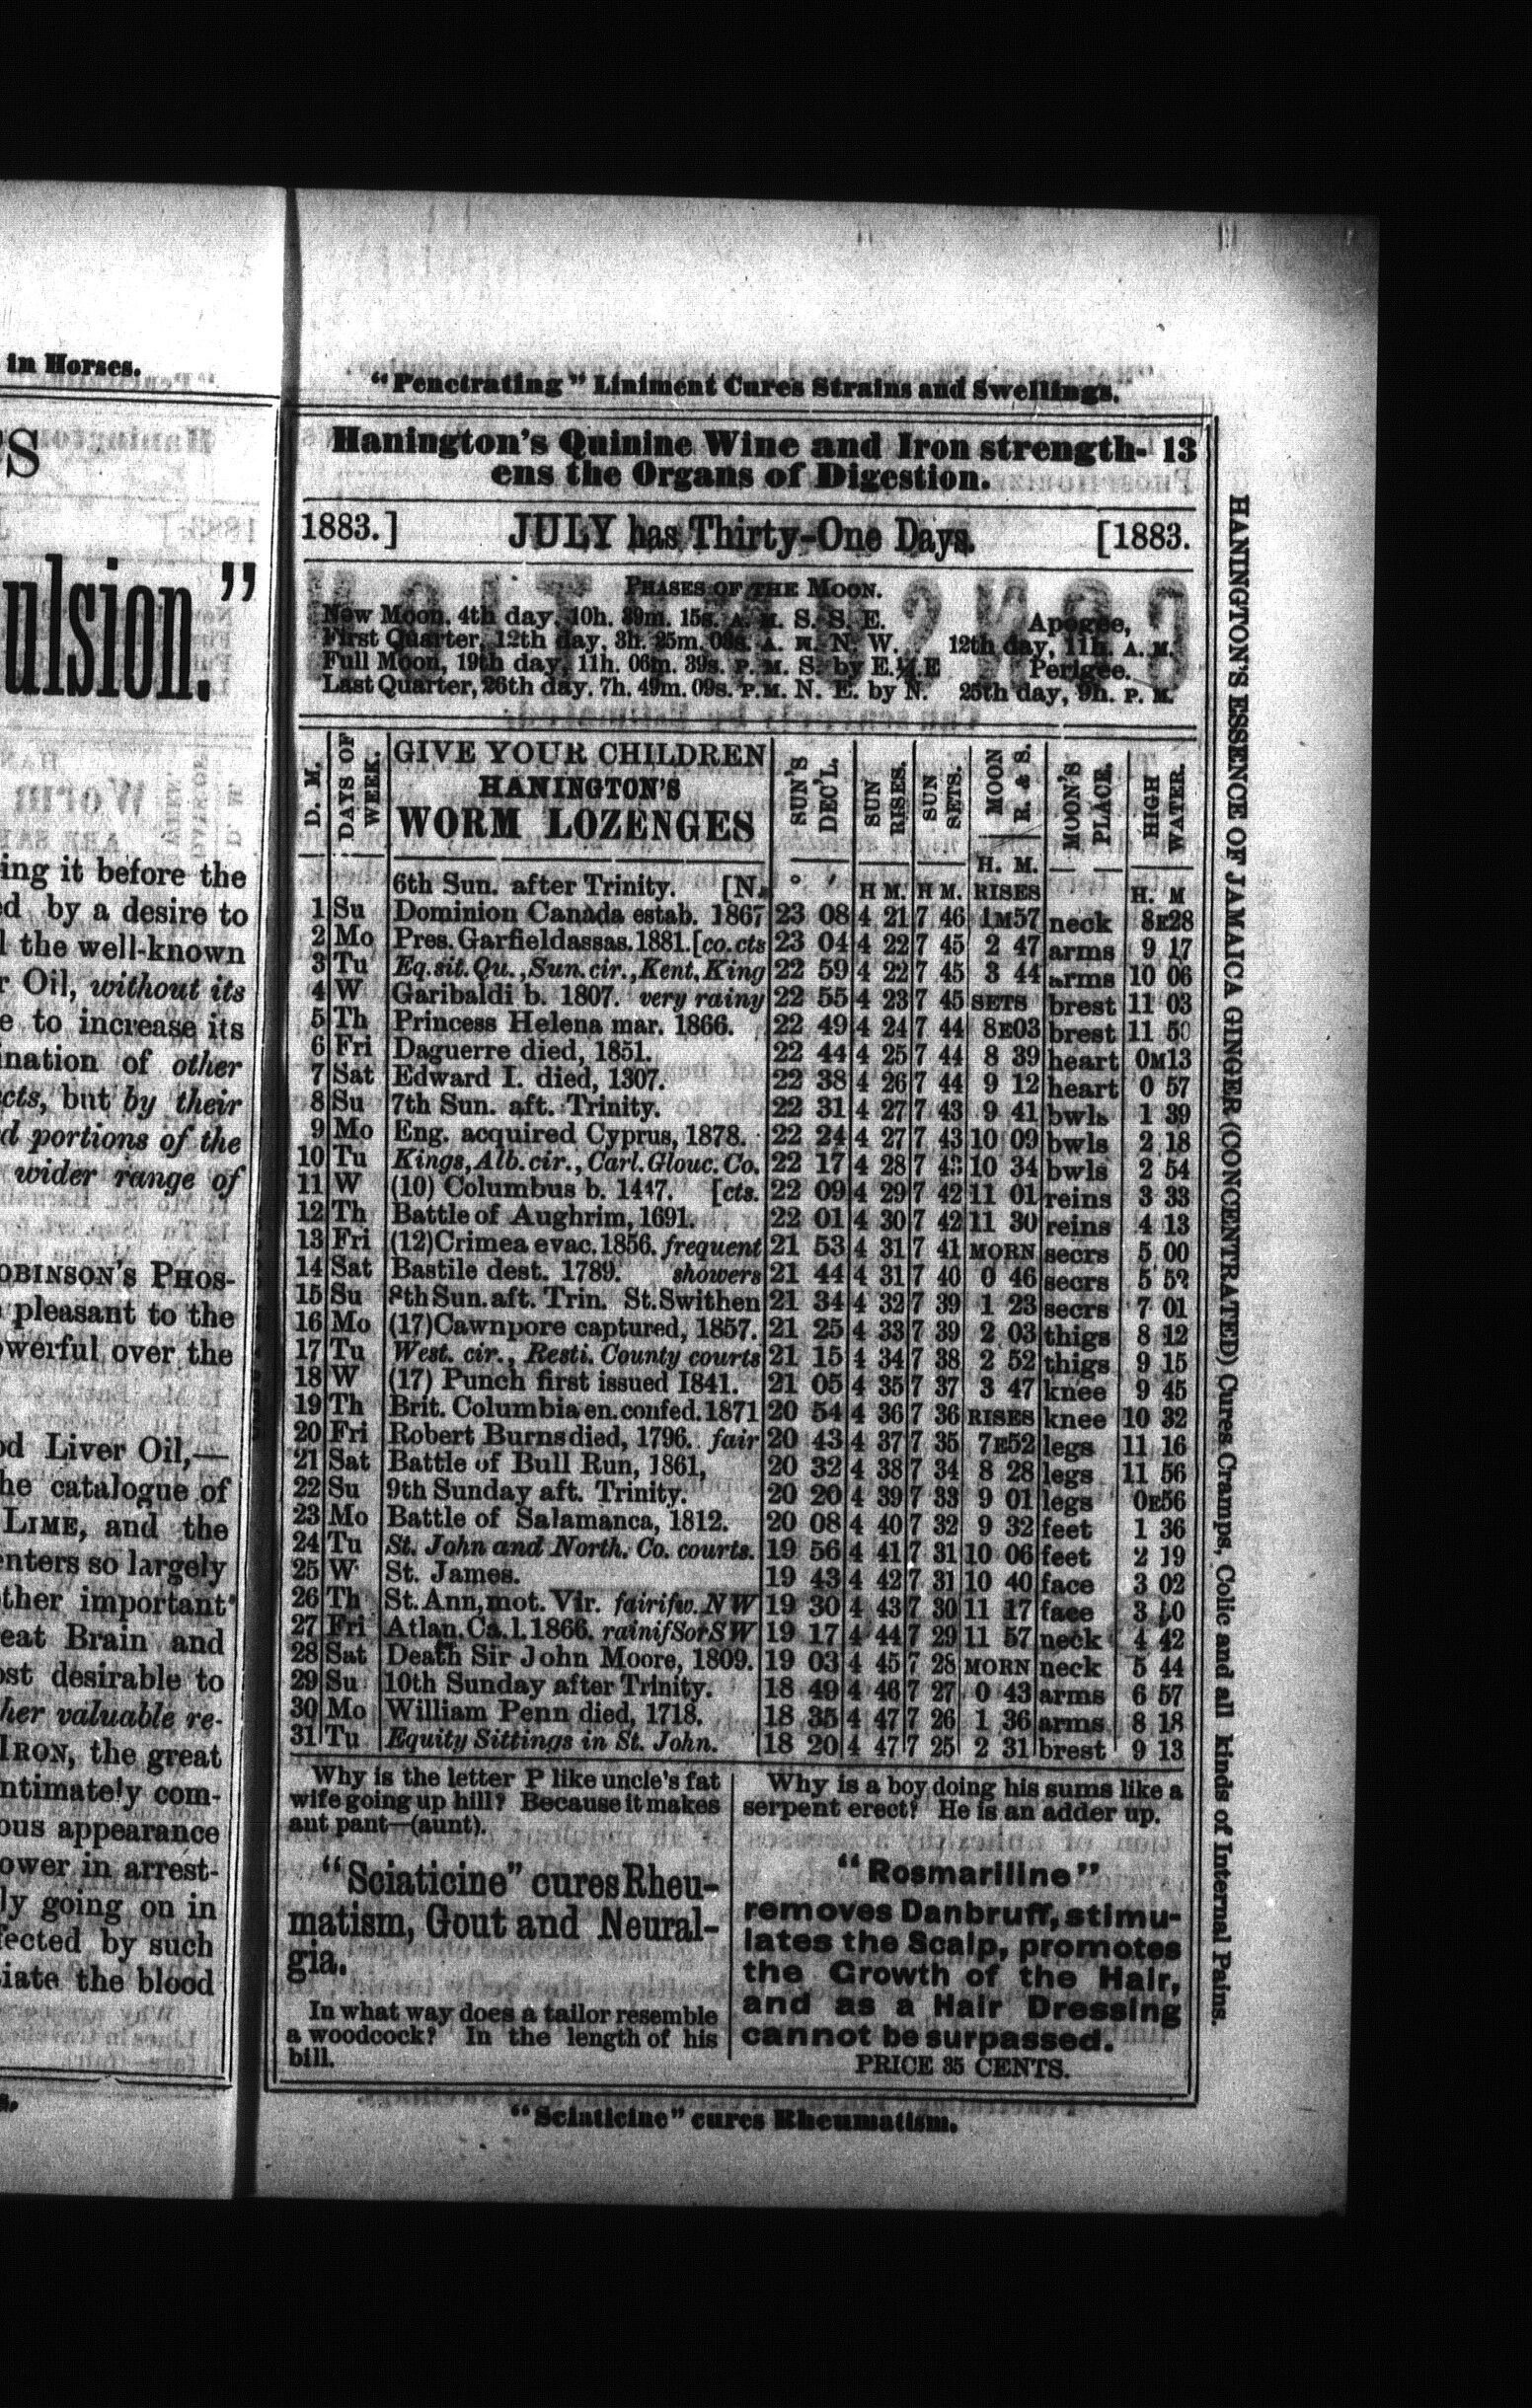 in Horses.
'S
ulsion."
ing it before the
ed by a desire to
l the well-known
r Oil, without its
e to increase its
ination of other
cts, but by their
d portions of the
wider range of
OBINSON'S PHOS-
pleasant to the
owerful over the
od Liver Oil,—
he catalogue of
LIME, and the
enters so largely
ther important
eat Brain and
ost desirable to
her valuable re-
IRON, the great
ntimately com-
ous appearance
ower in arrest-
ly going on in
fected by such
iate the blood
"Penetrating" Liniment Cures Strains and Swellings.
Hanington's Quinine Wine and Iron strength- 13
ens the Organs of Digestion.
1883.] JULY has Thirty-One Days. [1883.
PHASES OF THE MOON.
New Moon. 4th day, 10h. 39m. 15s. A. M. S. S. E. Apogee,
First Quarter, 12th day, 3h. 25m. A. M. N. W. 12th day, 11h. A. M.
Full Moon, 19th day, 11h. 06m. 39s. P. M. S. by E.½.E Perigee.
Last Quarter, 26th day. 7h. 49m. 09s. P.M. N. E. by N. 25th day, 9h. P. M.
D. M. DAYS OF WEEK. GIVE YOUR CHILDREN SUN'S DEC'L. SUN RISES. SUN SETS. MOON R. & S. MOON'S PLACE. HIGH WATER.
HANINGTON'S
WORM LOZENGES
6th Sun. after Trinity. [N. ° ' H M. H M. H. M. RISES H. M
1 Su Dominion Canada estab. 1867 23 08 4 21 7 46 1M57 neck 8E28
2 Mo Pres. Garfield assas. 1881. [co. cts 23 04 4 22 7 45 2 47 arms 9 17
3 Tu Eq. sit. Qu., Sun. cir., Kent, King 22 59 4 22 7 45 3 44 arms 10 06
4 W Garibaldi b. 1807. very rainy 22 55 4 23 7 45 SETS brest 11 03
5 Th Princess Helena mar. 1866. 22 49 4 24 7 44 8E03 brest 11 50
6 Fri Daguerre died, 1851. 22 44 4 25 7 44 8 39 heart 0M13
7 Sat Edward I. died, 1307. 22 38 4 26 7 44 9 12 heart 0 57
8 Su 7th Sun. aft. Trinity. 22 31 4 27 7 43 9 41 bwls 1 39
9 Mo Eng. acquired Cyprus, 1878. 22 24 4 27 7 43 10 09 bwls 2 18
10 Tu Kings, Alb. cir., Carl. Glouc. Co. 22 17 4 28 7 43 10 34 bwls 2 54
11 W (10) Columbus b. 1447. [cts. 22 09 4 29 7 42 11 01 reins 3 33
12 Th Battle of Aughrim, 1691. 22 01 4 30 7 42 11 30 reins 4 13
13 Fri (12) Crimea evac. 1856. frequent 21 53 4 31 7 41 MORN secrs 5 00
14 Sat Bastile dest. 1789. showers 21 44 4 31 7 40 0 46 secrs 5
15 Su 8th Sun. aft. Trin. St. Swithen 21 34 4 32 7 39 1 23 secrs 7 01
16 Mo (17) Cawnpore captured, 1857. 21 25 4 33 7 39 2 03 thigs 8 12
17 Tu West. cir., Resti. County courts 21 15 4 34 7 38 2 52 thigs 9 15
18 W (17) Punch first issued 1841. 21 05 4 35 7 37 3 47 knee 9 45
19 Th Brit. Columbia en. confed. 1871 20 54 4 36 7 36 RISES knee 10 32
20 Fri Robert Burns died, 1796. fair 20 43 4 37 7 35 7E52 legs 11 16
21 Sat Battle of Bull Run, 1861, 20 32 4 38 7 34 8 28 legs 11 56
22 Su 9th Sunday aft. Trinity. 20 20 4 39 7 33 9 01 legs 0E56
23 Mo Battle of Salamanca, 1812. 20 08 4 40 7 32 9 32 feet 1 36
24 Tu St. John and North. Co. courts. 19 56 4 41 7 31 10 06 feet 2 19
25 W St. James. 19 43 4 42 7 31 10 40 face 3 02
26 Th St. Ann, mot. Vir. fair if w. N W 19 30 4 43 7 30 11 17 face 3
27 Fri Atlan. Ca. l. 1866. rain if S or S W 19 17 4 44 7 29 11 57 neck 4 42
28 Sat Death Sir John Moore, 1809. 19 03 4 45 7 28 MORN neck 5 44
29 Su 10th Sunday after Trinity. 18 49 4 46 7 27 0 43 arms 6 57
30 Mo William Penn died, 1718. 18 35 4 47 7 26 1 36 arms 8 18
31 Tu Equity Sittings in St. John. 18 20 4 47 7 25 2 31 brest 9 13
Why is the letter P like uncle's fat
wife going up hill? Because it makes
ant pant—(aunt).
"Sciaticine" cures Rheu-
matism, Gout and Neural-
gia.
In what way does a tailor resemble
a woodcock? In the length of his
bill.
Why is a boy doing his sums like a
serpent erect? He is an adder up.
"Rosmariline"
removes Danbruff, stimu-
lates the Scalp, promotes
the Growth of the Hair,
and as a Hair Dressing
cannot be surpassed.
PRICE 35 CENTS.
"Sciaticine" cures Rheumatism.
HANINGTON'S ESSENCE OF JAMAICA GINGER (CONCENTRATED) Cures Cramps, Colic and all kinds of Internal Pains.